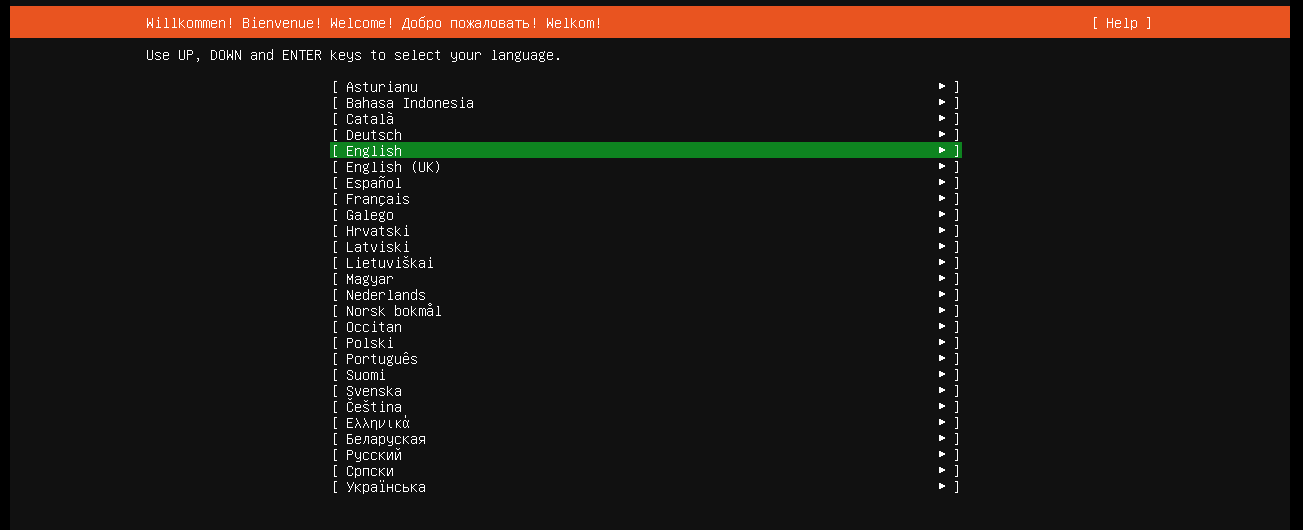 Willkommen! Bienvenue! Welcome! Добро пожаловать! Welkom! [ Help ]
Use UP, DOWN and ENTER keys to select your language.
[ Asturianu ► ]
[ Bahasa Indonesia ► ]
[ Català ► ]
[ Deutsch ► ]
[ English ► ]
[ English (UK) ► ]
[ Español ► ]
[ Français ► ]
[ Galego ► ]
[ Hrvatski ► ]
[ Latviski ► ]
[ Lietuviškai ► ]
[ Magyar ► ]
[ Nederlands ► ]
[ Norsk bokmål ► ]
[ Occitan ► ]
[ Polski ► ]
[ Português ► ]
[ Suomi ► ]
[ Svenska ► ]
[ Čeština ► ]
[ Ελληνικά ► ]
[ Беларуская ► ]
[ Русский ► ]
[ Српски ► ]
[ Українська ► ]